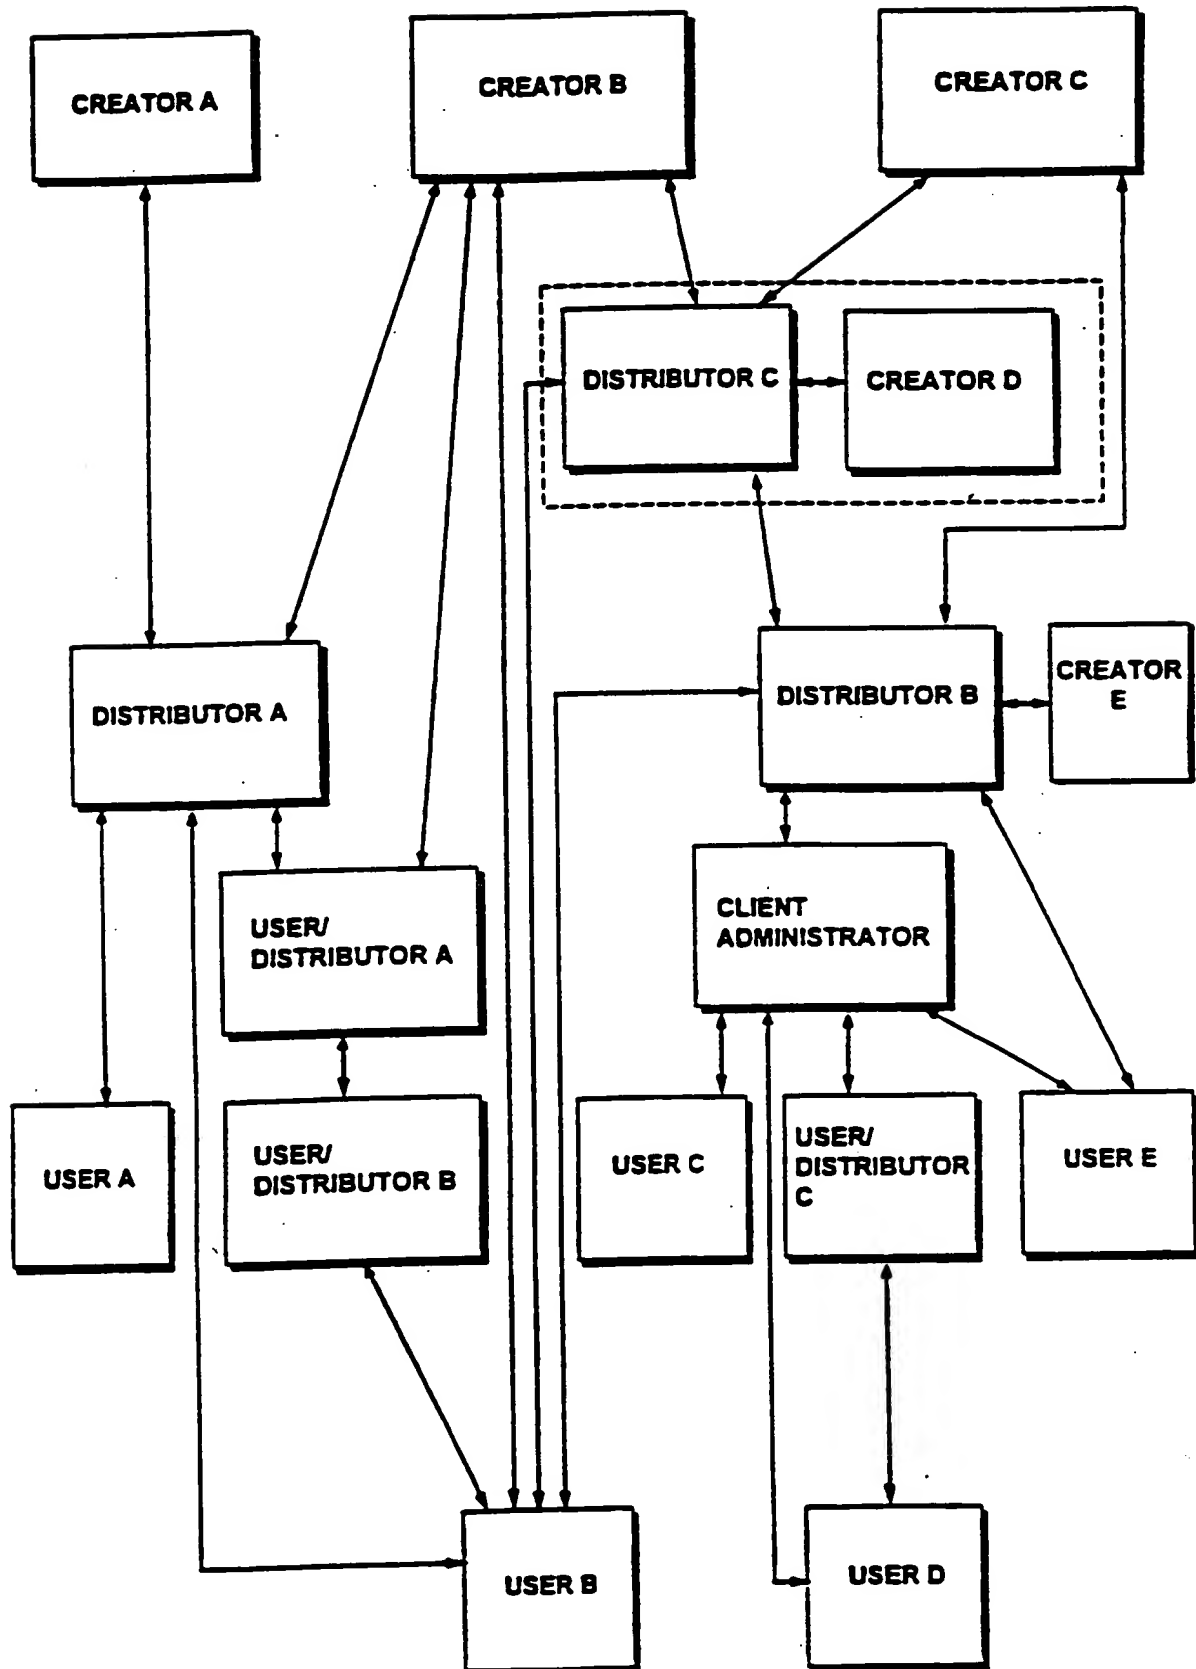 CREATOR A
CREATOR B
CREATOR C
DISTRIBUTOR C
CREATOR D
DISTRIBUTOR A
DISTRIBUTOR B
CREATOR
E
USER/
DISTRIBUTOR A
CLIENT
ADMINISTRATOR
USER A
USER/
DISTRIBUTOR B
USER C
USER/
DISTRIBUTOR
C
USER E
USER B
USER D